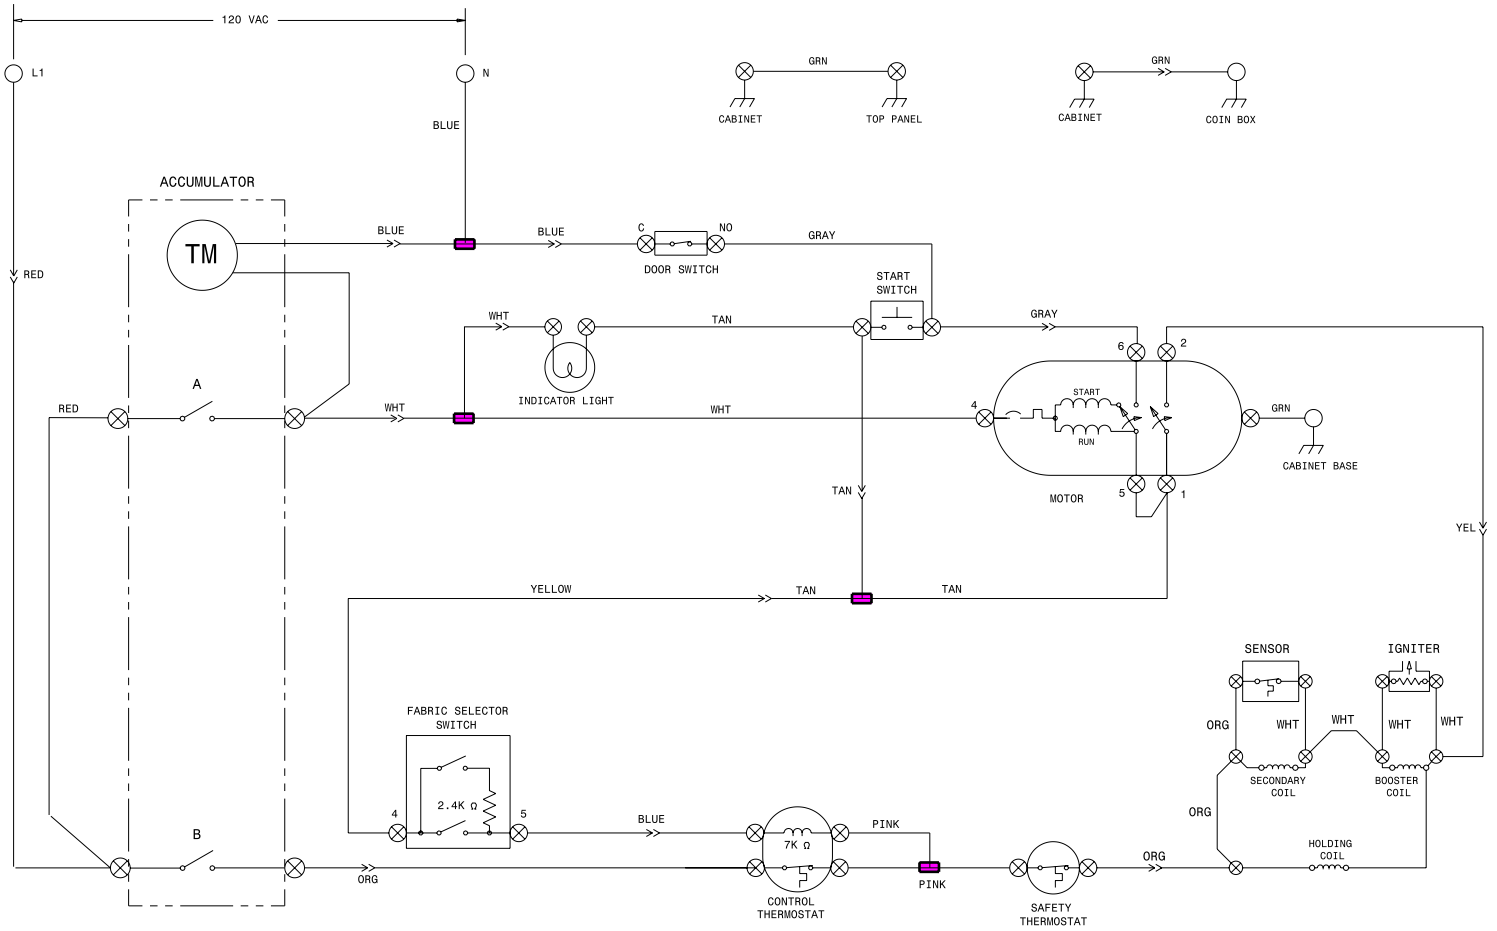 120 VAC
L1
N
GRN
GRN
CABINET
TOP PANEL
CABINET
COIN BOX
BLUE
ACCUMULATOR
BLUE
BLUE
C
NO
GRAY
TM
DOOR SWITCH
RED
START
SWITCH
WHT
TAN
GRAY
6
2
A
INDICATOR LIGHT
START
RED
WHT
WHT
4
GRN
RUN
CABINET BASE
TAN
MOTOR
5
1
YEL
YELLOW
TAN
TAN
SENSOR
IGNITER
FABRIC SELECTOR
SWITCH
ORG
WHT
WHT
WHT
WHT
SECONDARY
COIL
BOOSTER
COIL
2.4K Ω
4
5
B
BLUE
PINK
ORG
7K Ω
HOLDING
COIL
ORG
ORG
PINK
CONTROL
THERMOSTAT
SAFETY
THERMOSTAT